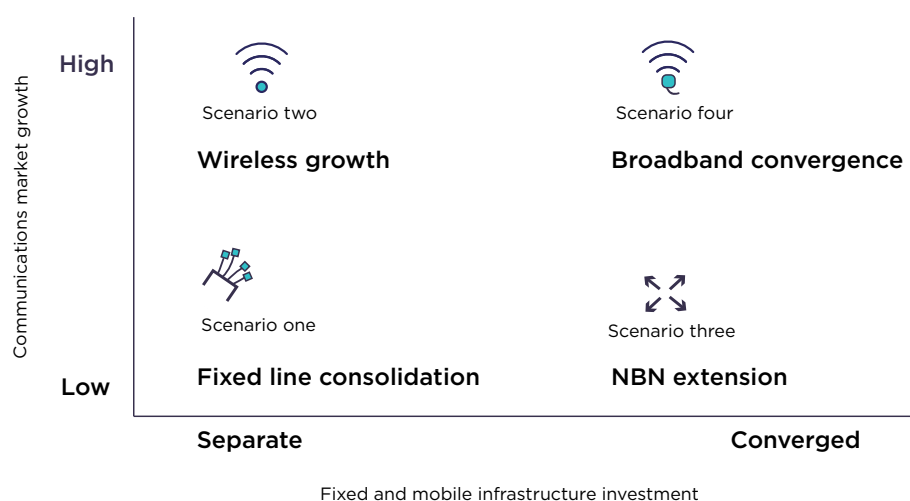 High
Communications market growth
Scenario two
Scenario four
Wireless growth
Broadband convergence
Scenario one
Scenario three
Fixed line consolidation
NBN extension
Low
Separate
Converged
Fixed and mobile infrastructure investment